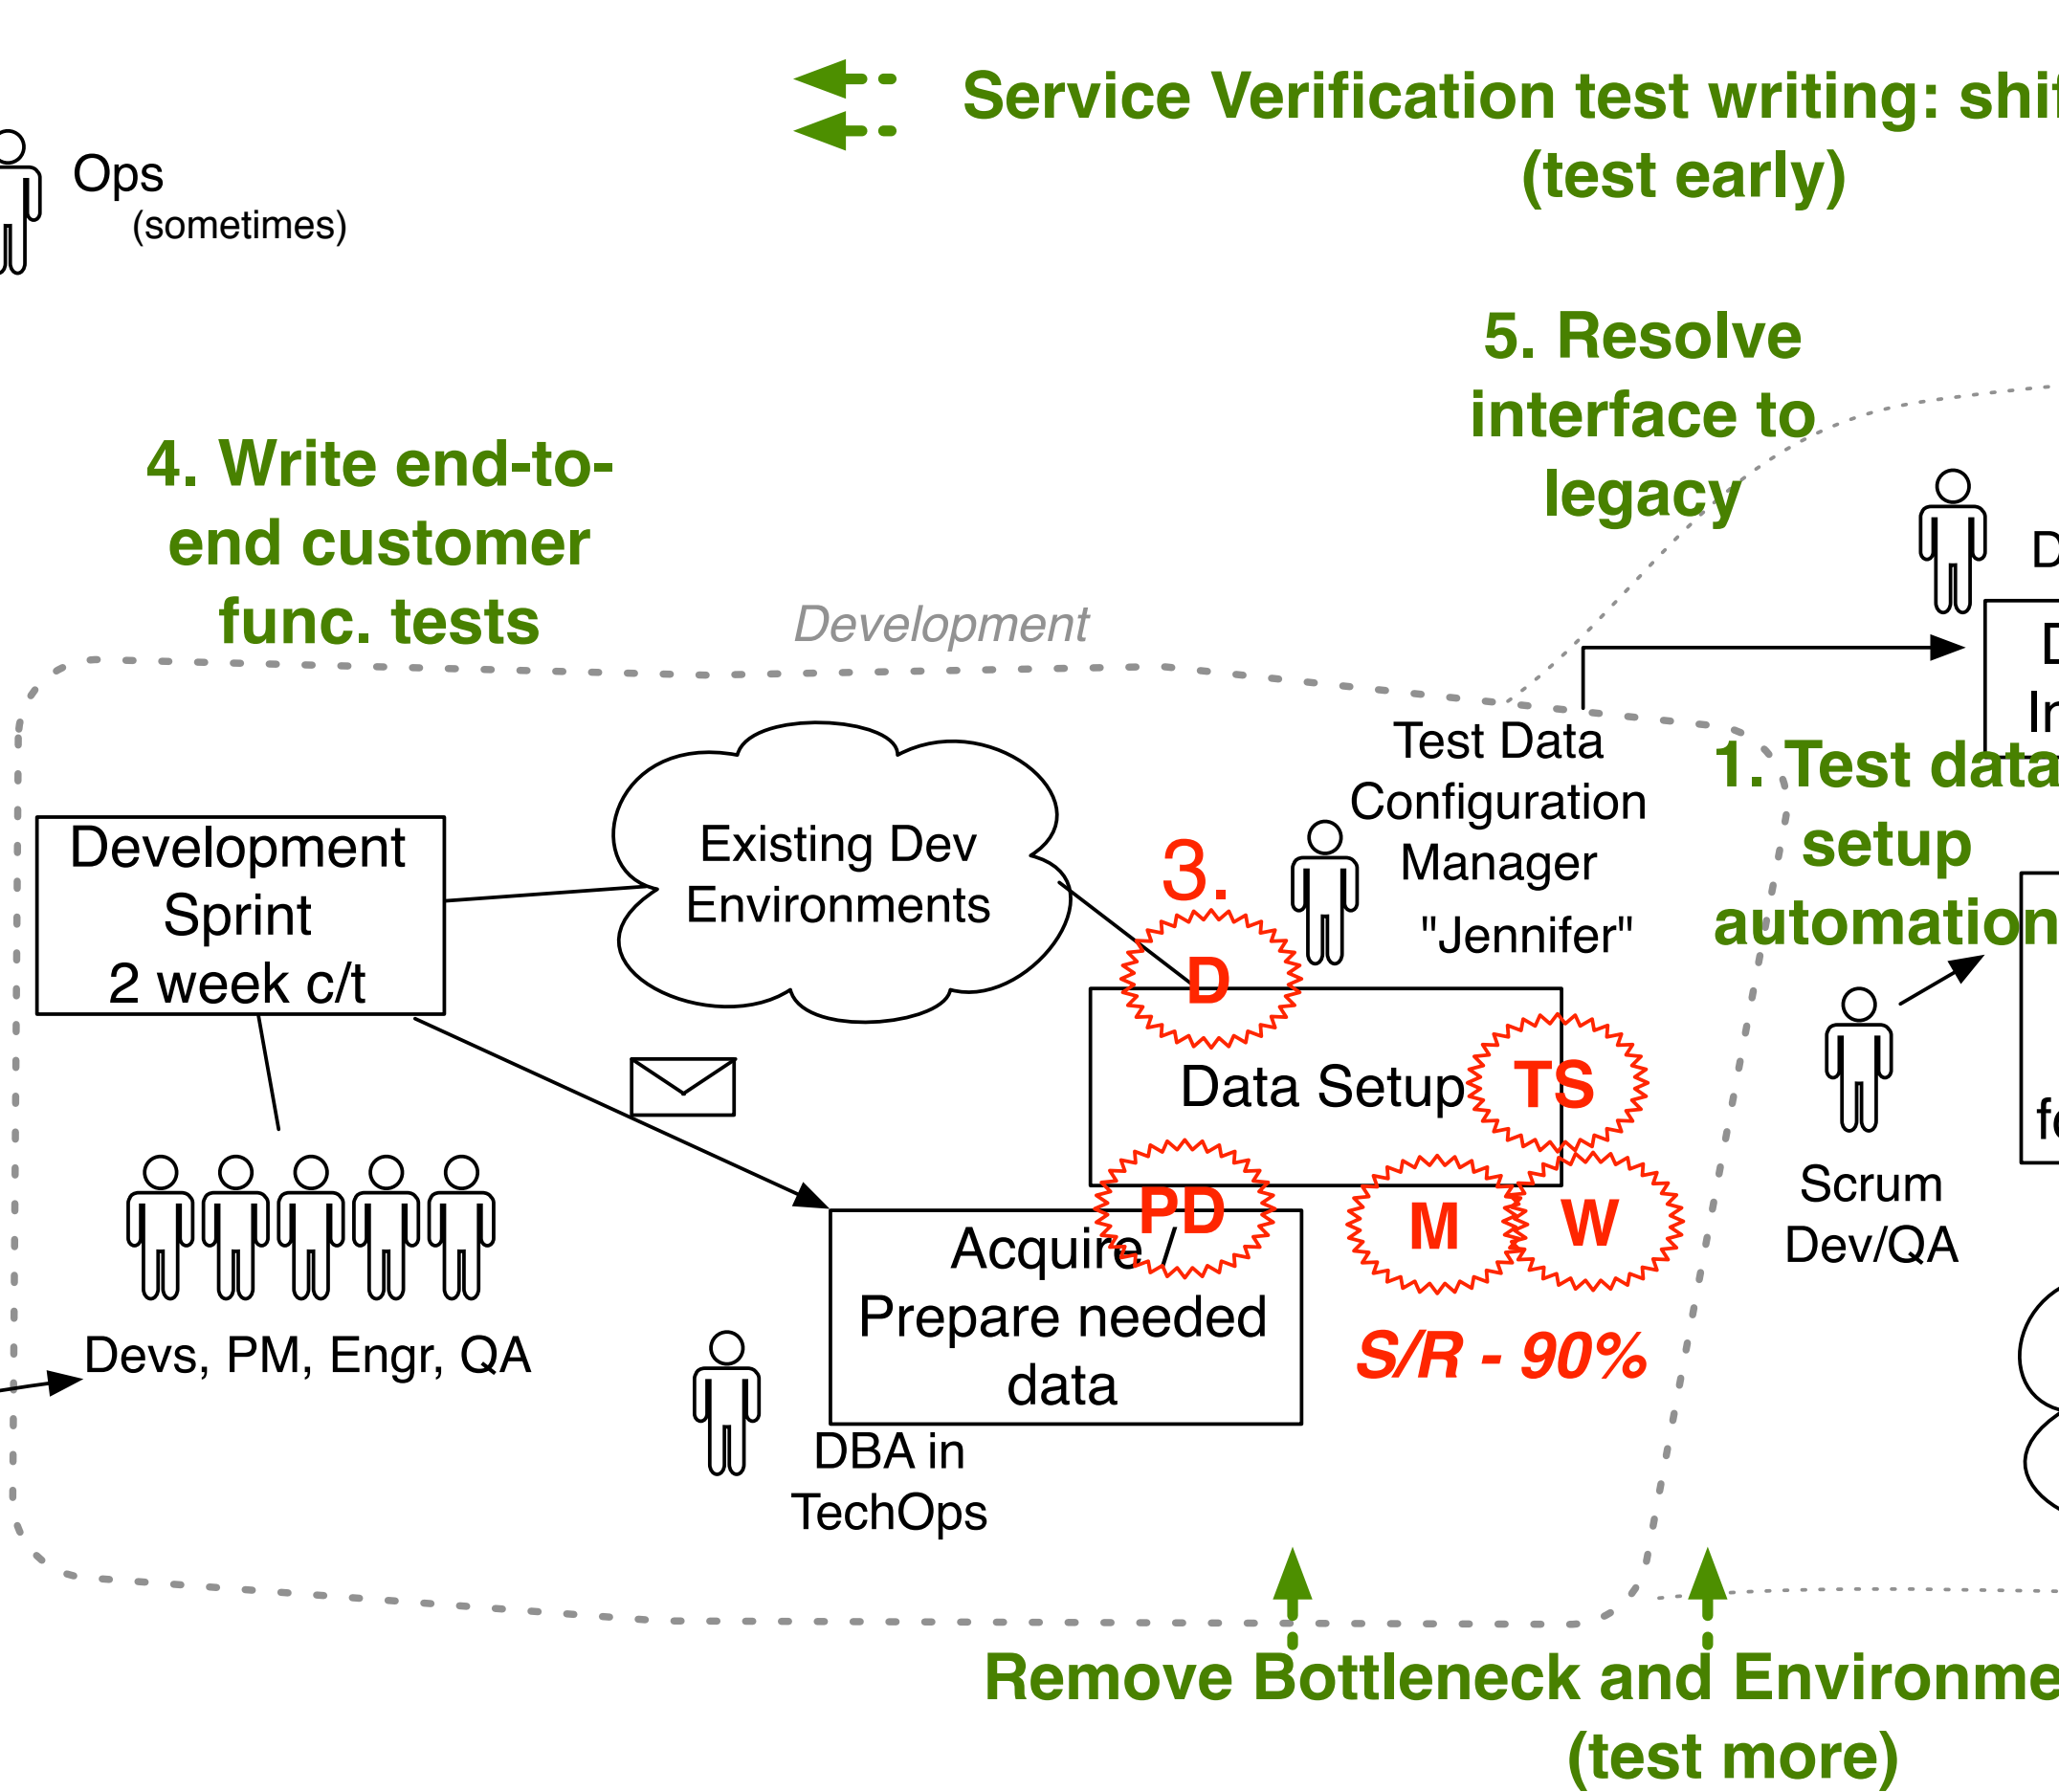 Service Verification test writing: shif
(test early)
Ops
(sometimes)
5. Resolve
interface to
legacy
4. Write end-to-
end customer
func. tests
Development
D
D
In
Test Data
Configuration
Manager
"Jennifer"
1. Test data
setup
automation
Development
Sprint
2 week c/t
Existing Dev
Environments
3.
D
Data Setup
TS
PD
M
W
S/R - 90%
Acquire /
Prepare needed
data
Devs, PM, Engr, QA
DBA in
TechOps
Scrum
Dev/QA
fo
Remove Bottleneck and Environme
(test more)